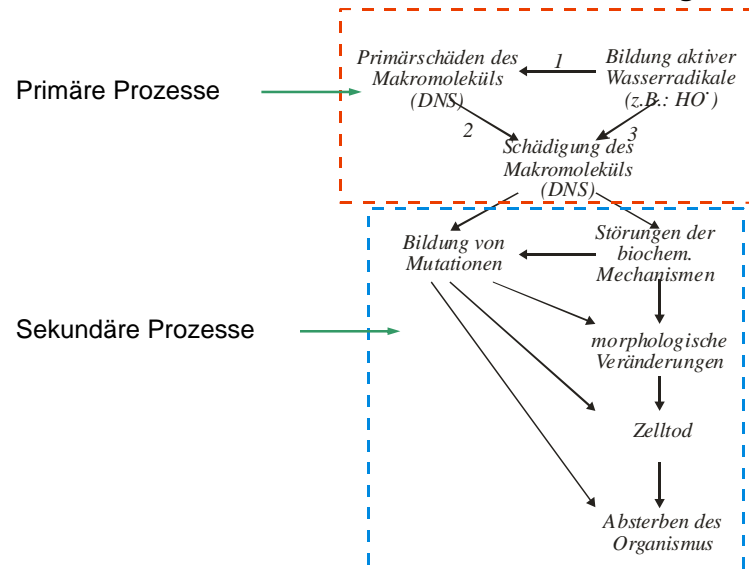 Primäre Prozesse
Primärschäden des
Makromoleküls
(DNS)
1
Bildung aktiver
Wasserradikale
(z.B.: HO˙)
2
3
Schädigung des
Makromoleküls
(DNS)
Sekundäre Prozesse
Bildung von
Mutationen
Störungen der
biochem.
Mechanismen
morphologische
Veränderungen
Zelltod
Absterben des
Organismus